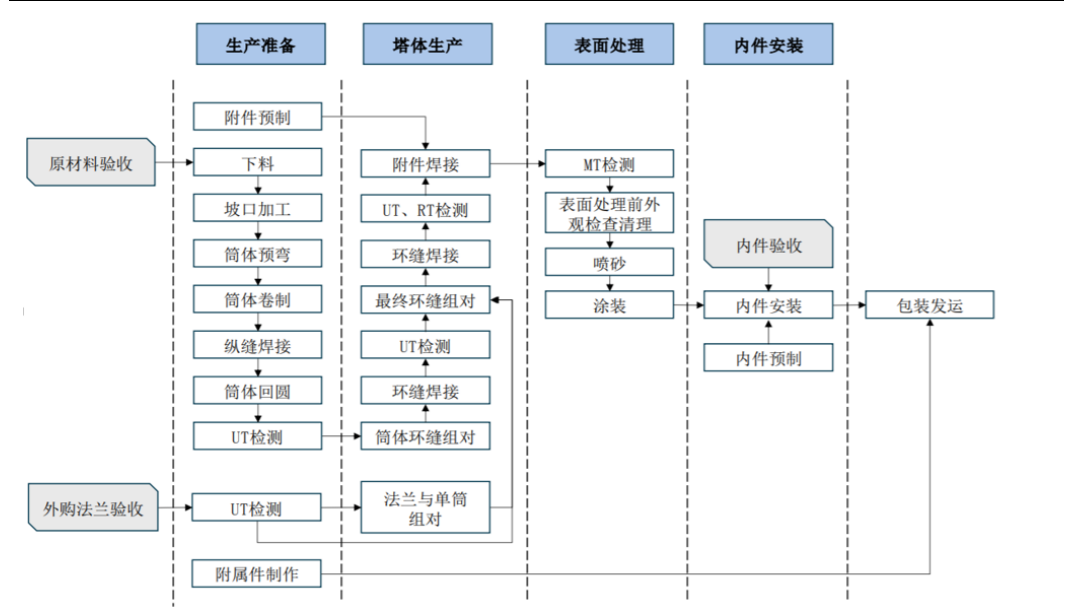 生产准备
塔体生产
表面处理
内件安装
附件预制
原材料验收
下料
坡口加工
筒体预弯
筒体卷制
纵缝焊接
筒体回圆
UT检测
外购法兰验收
UT检测
附属件制作
附件焊接
UT、RT检测
环缝焊接
最终环缝组对
UT检测
环缝焊接
筒体环缝组对
法兰与单筒
组对
MT检测
表面处理前外
观检查清理
喷砂
涂装
内件验收
内件安装
内件预制
包装发运